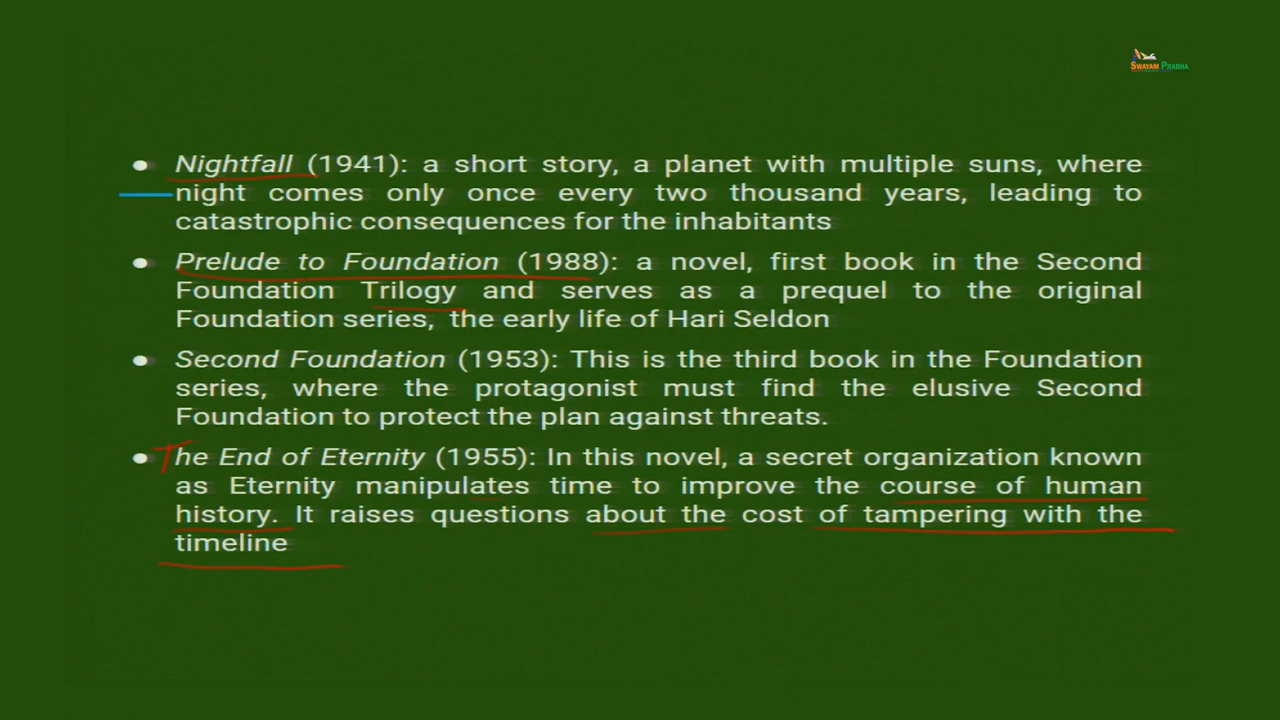 SWAYAM PRABHA
• Nightfall (1941): a short story, a planet with multiple suns, where
night comes only once every two thousand years, leading to
catastrophic consequences for the inhabitants
• Prelude to Foundation (1988): a novel, first book in the Second
Foundation Trilogy and serves as a prequel to the original
Foundation series, the early life of Hari Seldon
• Second Foundation (1953): This is the third book in the Foundation
series, where the protagonist must find the elusive Second
Foundation to protect the plan against threats.
• The End of Eternity (1955): In this novel, a secret organization known
as Eternity manipulates time to improve the course of human
history. It raises questions about the cost of tampering with the
timeline